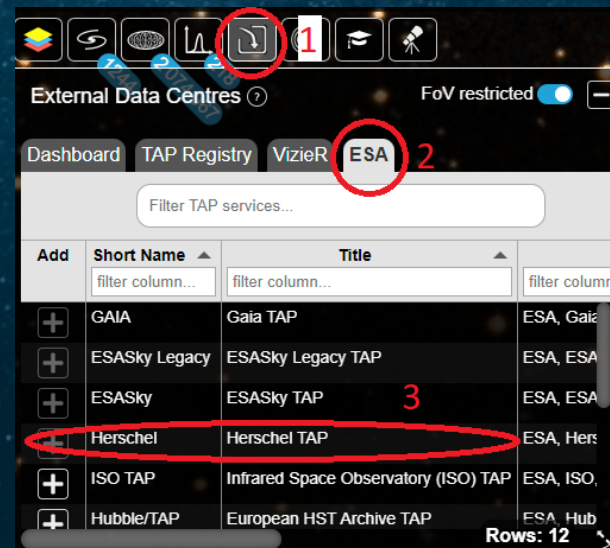 1
External Data Centres ?
FoV restricted
Dashboard TAP Registry VizieR ESA 2
Filter TAP services...
Add Short Name Title
filter column... filter column... filter column
GAIA Gaia TAP ESA, Gaia
ESASky Legacy ESASky Legacy TAP ESA, ESA
ESASky ESASky TAP ESA, ESA
3
Herschel Herschel TAP ESA, Hers
ISO TAP Infrared Space Observatory (ISO) TAP ESA, ISO,
Hubble/TAP European HST Archive TAP ESA, Hub
Rows: 12